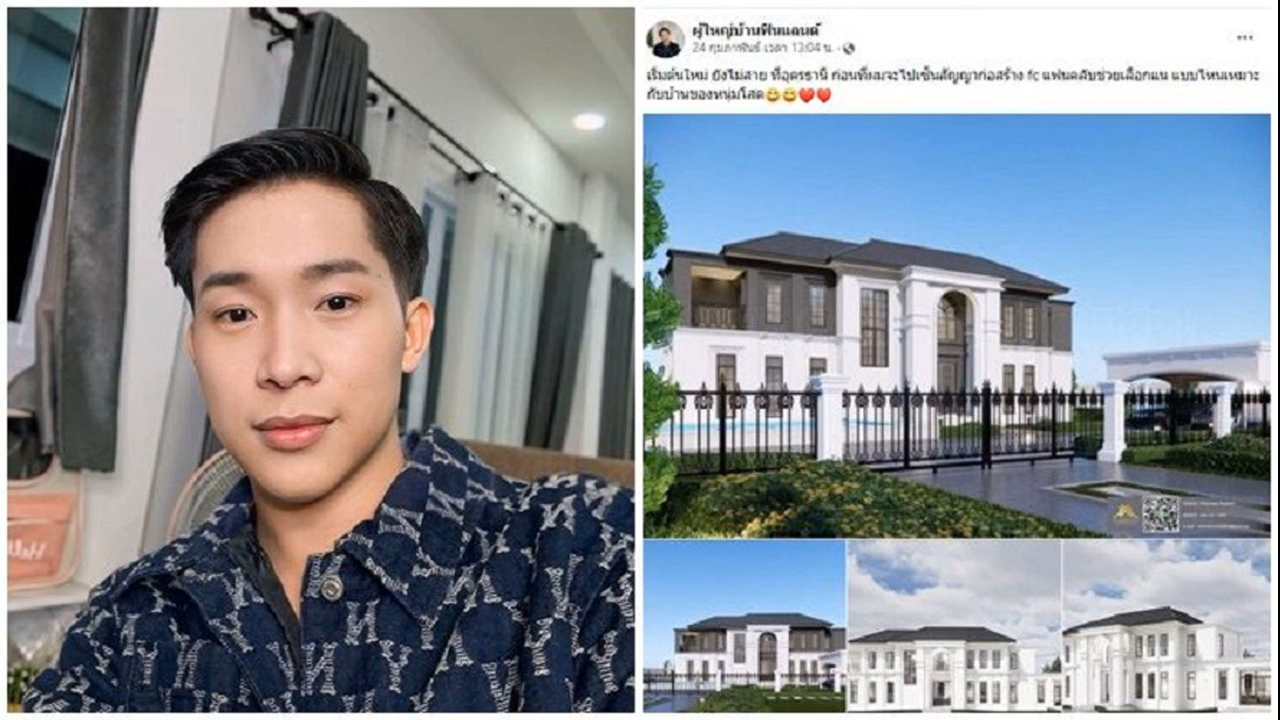 ผู้ใหญ่บ้านฟินแลนด์
24 กุมภาพันธ์ เวลา 13:04 น.
เริ่มต้นใหม่ ยังไม่สาย ที่อุดรธานี ก่อนที่ผมจะไปเซ็นสัญญาก่อสร้าง fc แฟนคลับช่วยเลือกแน แบบไหนเหมาะ
กับบ้านของหนุ่มโสด😄😄❤️❤️